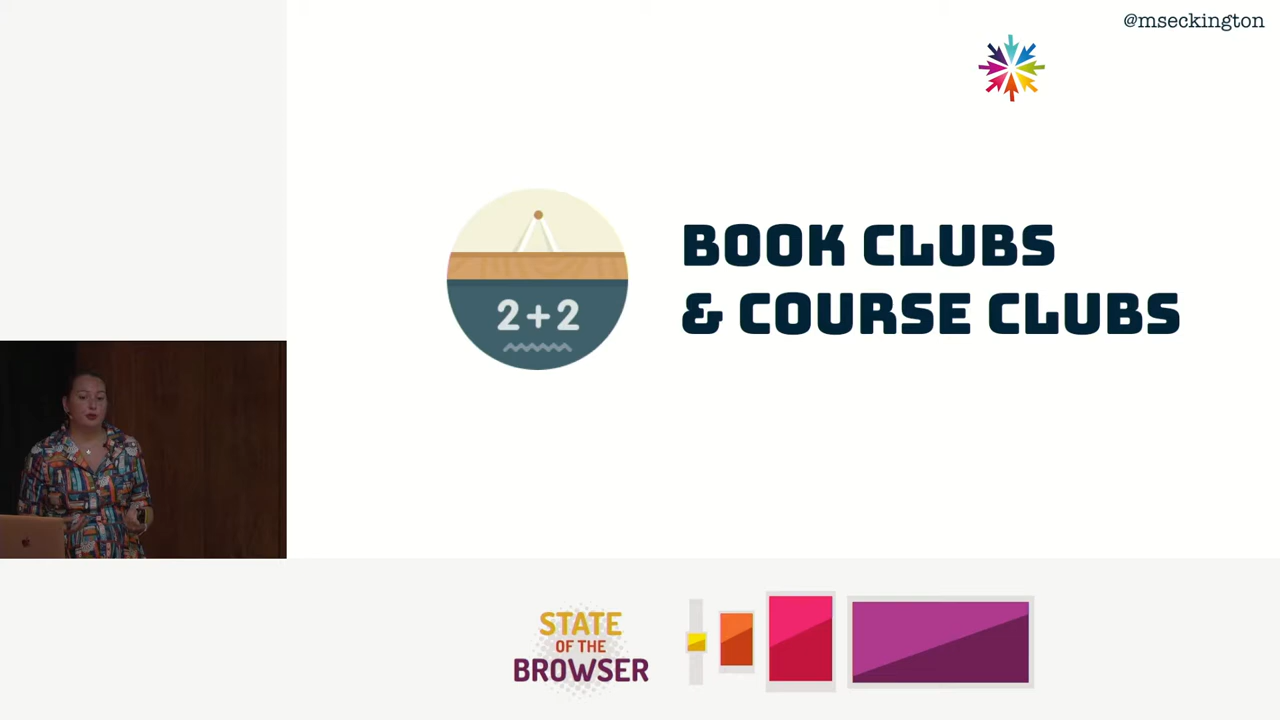 @mseckington
2+2
BOOK CLUBS
& COURSE CLUBS
STATE
OF THE
BROWSER